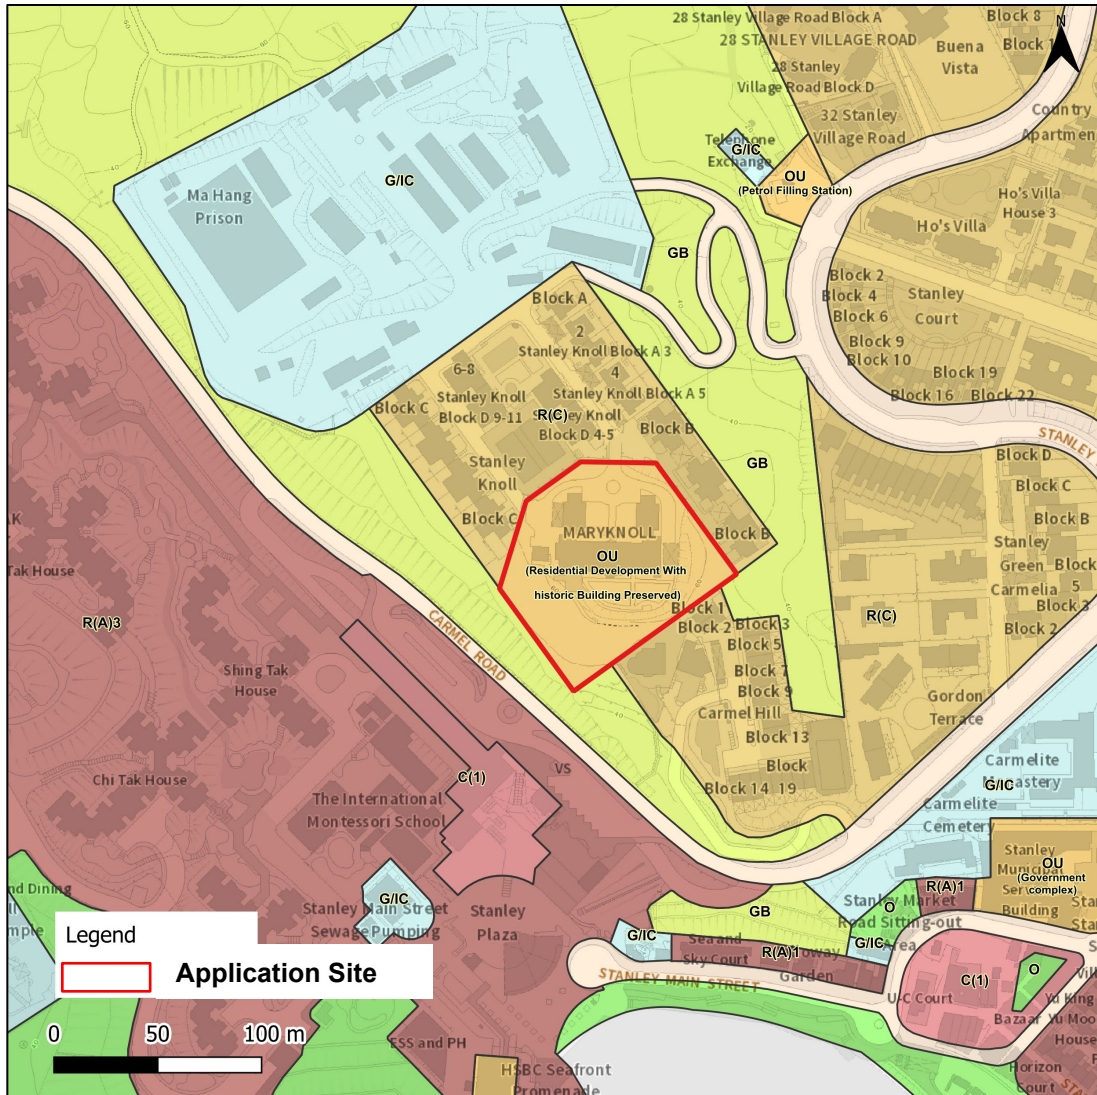 28 Stanley Village Road Block A
28 STANLEY VILLAGE ROAD
Block 8
Buena
Vista
Block 1
N
28 Stanley
Village Road Block D
32 Stanley
Village Road
Country
Telephone
Exchange
G/IC
OU
(Petrol Filling Station)
G/IC
Ma Hang
Prison
Ho's Villa
House 3
Ho's Villa
GB
Block 2
Block 4
Block 6
Stanley
Court
Block 9
Block 10
Block 19
Block 16
Block 22
Block A
2
Stanley Knoll Block A 3
4
6-8
Stanley Knoll
Block D 9-11
Stanley Knoll Block A 5
R(C)
Block D 4-5
Block C
Block B
STANLEY
Stanley
Knoll
GB
Block D
Block C
Block B
Block C
MARYKNOLL
Block B
OU
(Residential Development With
historic Building Preserved)
Stanley
Green
Block
5
Carmelia
Block 3
Block 2
Tak House
R(A)3
CARMEL ROAD
Block 1
Block 2
Block 3
Block 5
R(C)
Shing Tak
House
Block 7
Block 9
Carmel Hill
Block 13
Gordon
Terrace
Chi Tak House
C(1)
VS
Block
Block 14
19
The International
Montessori School
Carmelite
Monastery
G/IC
Carmelite
Cemetery
Stanley
Municipal
OU
(Government
complex)
Building
G/IC
Stanley Main Street
Sewage Pumping
Stanley
Plaza
GB
O
R(A)1
Stanley Market
Road Sitting-out
Area
G/IC
G/IC
Sea and
Sky Court
R(A)1
Garden
STANLEY MAIN STREET
U-C Court
C(1)
O
Bazaar
Legend
Application Site
0 50 100 m
ESS and PH
HSBC Seafront
Promenade
Yu King
Yu Moo
House
Horizon
Court